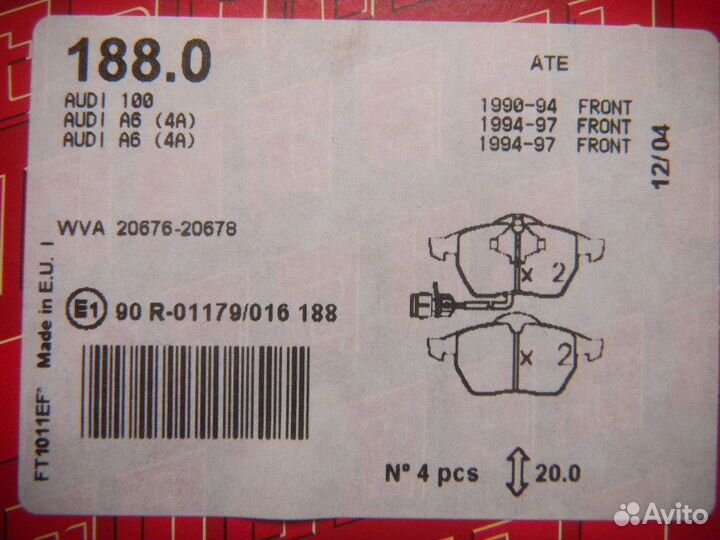 188.0
ATE
AUDI 100 1990-94 FRONT
AUDI A6 (4A) 1994-97 FRONT
AUDI A6 (4A) 1994-97 FRONT
12/04
WVA 20676-20678
x 2
E1 90 R-01179/016 188
x 2
FT1011EF* Made in E.U. I
N° 4 pcs 20.0
Avito